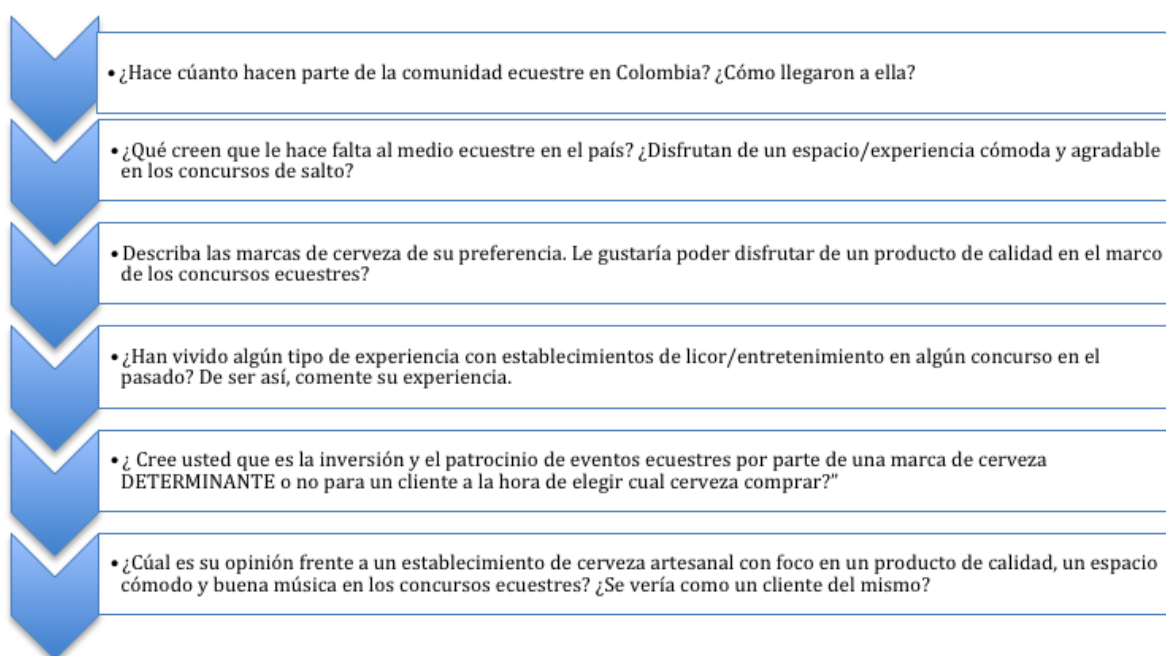 • ¿Hace cúanto hacen parte de la comunidad ecuestre en Colombia? ¿Cómo llegaron a ella?
• ¿Qué creen que le hace falta al medio ecuestre en el país? ¿Disfrutan de un espacio/experiencia cómoda y agradable
en los concursos de salto?
• Describa las marcas de cerveza de su preferencia. Le gustaría poder disfrutar de un producto de calidad en el marco
de los concursos ecuestres?
• ¿Han vivido algún tipo de experiencia con establecimientos de licor/entretenimiento en algún concurso en el
pasado? De ser así, comente su experiencia.
• ¿ Cree usted que es la inversión y el patrocinio de eventos ecuestres por parte de una marca de cerveza
DETERMINANTE o no para un cliente a la hora de elegir cual cerveza comprar?"
• ¿Cúal es su opinión frente a un establecimiento de cerveza artesanal con foco en un producto de calidad, un espacio
cómodo y buena música en los concursos ecuestres? ¿Se vería como un cliente del mismo?